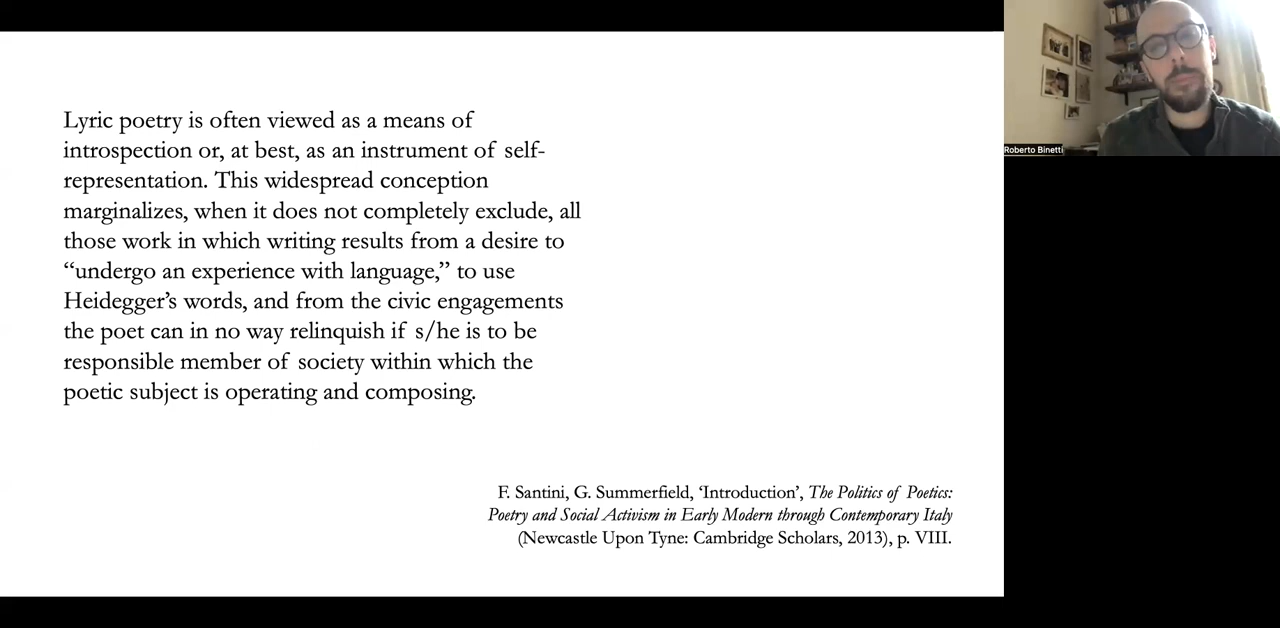 Lyric poetry is often viewed as a means of
introspection or, at best, as an instrument of self-
representation. This widespread conception
marginalizes, when it does not completely exclude, all
those work in which writing results from a desire to
“undergo an experience with language,” to use
Heidegger’s words, and from the civic engagements
the poet can in no way relinquish if s/he is to be
responsible member of society within which the
poetic subject is operating and composing.
F. Santini, G. Summerfield, ‘Introduction’, The Politics of Poetics:
Poetry and Social Activism in Early Modern through Contemporary Italy
(Newcastle Upon Tyne: Cambridge Scholars, 2013), p. VIII.
Roberto Binetti